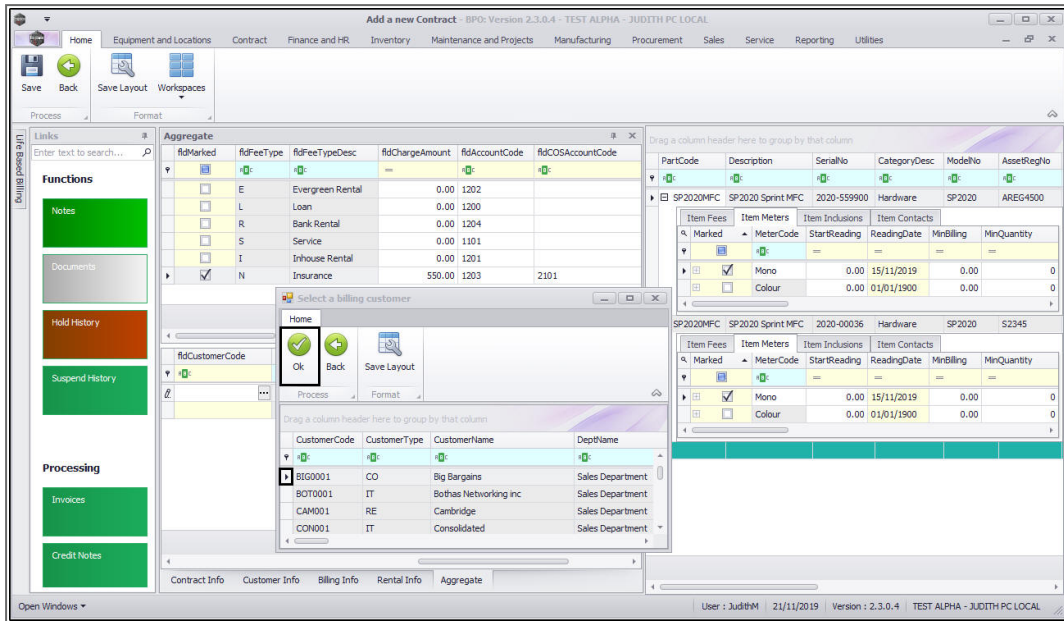 Add a new Contract - BPO: Version 2.3.0.4 - TEST ALPHA - JUDITH PC LOCAL
Home Equipment and Locations Contract Finance and HR Inventory Maintenance and Projects Manufacturing Procurement Sales Service Reporting Utilities
Save Back Save Layout Workspaces
Process Format
Life Based Billing
Links
Enter text to search...
Functions
Notes
Documents
Hold History
Suspend History
Processing
Invoices
Credit Notes
Aggregate
fldMarked fldFeeType fldFeeTypeDesc fldChargeAmount fldAccountCode fldCOSAccountCode
E Evergreen Rental 0.00 1202
L Loan 0.00 1200
R Bank Rental 0.00 1204
S Service 0.00 1101
I Inhouse Rental 0.00 1201
N Insurance 550.00 1203 2101
fldCustomerCode
Select a billing customer
Home
Ok Back Save Layout
Process Format
Drag a column header here to group by that column
CustomerCode CustomerType CustomerName DeptName
BIG0001 CO Big Bargains Sales Department
BOT0001 IT Bothas Networking inc Sales Department
CAM001 RE Cambridge Sales Department
CON001 IT Consolidated Sales Department
Contract Info Customer Info Billing Info Rental Info Aggregate
Drag a column header here to group by that column
PartCode Description SerialNo CategoryDesc ModelNo AssetRegNo
SP2020MFC SP2020 Sprint MFC 2020-559900 Hardware SP2020 AREG4500
Item Fees Item Meters Item Inclusions Item Contacts
Marked MeterCode StartReading ReadingDate MinBilling MinQuantity
Mono 0.00 15/11/2019 0.00 0
Colour 0.00 01/01/1900 0.00 0
SP2020MFC SP2020 Sprint MFC 2020-00036 Hardware SP2020 S2345
Item Fees Item Meters Item Inclusions Item Contacts
Marked MeterCode StartReading ReadingDate MinBilling MinQuantity
Mono 0.00 15/11/2019 0.00 0
Colour 0.00 01/01/1900 0.00 0
Open Windows User : JudithM 21/11/2019 Version : 2.3.0.4 TEST ALPHA - JUDITH PC LOCAL